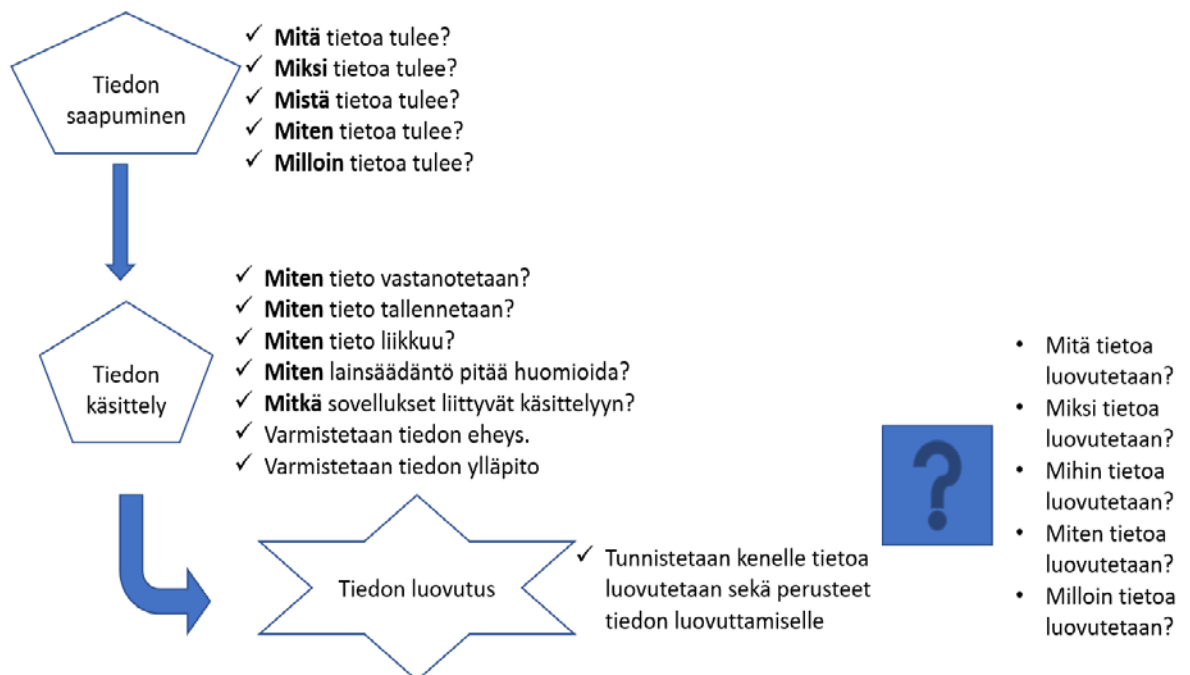 Tiedon
saapuminen
✓ Mitä tietoa tulee?
✓ Miksi tietoa tulee?
✓ Mistä tietoa tulee?
✓ Miten tietoa tulee?
✓ Milloin tietoa tulee?
Tiedon
käsittely
✓ Miten tieto vastanotetaan?
✓ Miten tieto tallennetaan?
✓ Miten tieto liikkuu?
✓ Miten lainsäädäntö pitää huomioida?
✓ Mitkä sovellukset liittyvät käsittelyyn?
✓ Varmistetaan tiedon eheys.
✓ Varmistetaan tiedon ylläpito
Tiedon luovutus
✓ Tunnistetaan kenelle tietoa
luovutetaan sekä perusteet
tiedon luovuttamiselle
?
• Mitä tietoa
luovutetaan?
• Miksi tietoa
luovutetaan?
• Mihin tietoa
luovutetaan?
• Miten tietoa
luovutetaan?
• Milloin tietoa
luovutetaan?